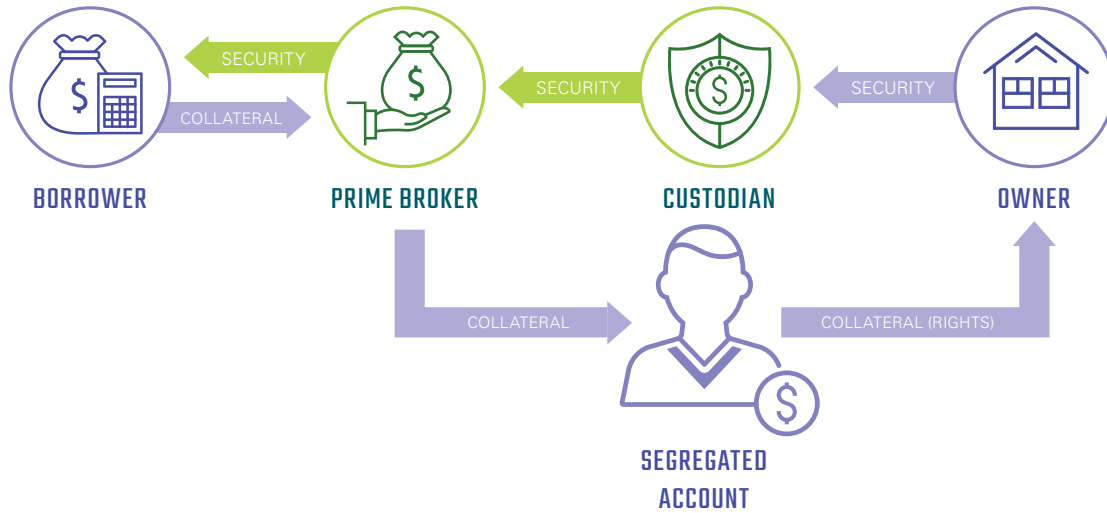 SECURITY
COLLATERAL
SECURITY
SECURITY
BORROWER
PRIME BROKER
CUSTODIAN
OWNER
COLLATERAL
COLLATERAL (RIGHTS)
SEGREGATED
ACCOUNT